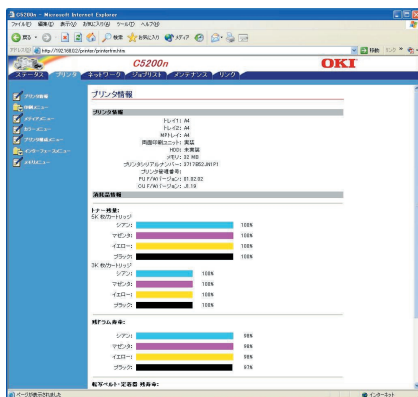 C5200n - Microsoft Internet Explorer
ファイル(F) 編集(E) 表示(V) お気に入り(A) ツール(T) ヘルプ(H)
戻る 検索 お気に入り メディア
アドレス(D) http://192.168.0.2/printer/printerfrm.htm 移動 リンク
C5200n OKI
ステータス プリンタ ネットワーク ジョブリスト メンテナンス リンク
プリンタ情報
印刷メニュー
メディアメニュー
カラーメニュー
プリンタ構成メニュー
インターフェースメニュー
メモリメニュー
プリンタ情報
プリンタ情報
トレイ1: A4
トレイ2: A4
MPトレイ: A4
両面印刷ユニット: 実装
HDD: 未実装
メモリ: 32 MB
プリンタシリアルナンバー: 3717852JN1P1
プリンタ管理番号:
PU F/Wバージョン: 01.02.02
CU F/Wバージョン: J1.19
消耗品情報
トナー残量:
5K 枚/カートリッジ
シアン: 100%
マゼンタ: 100%
イエロー: 100%
ブラック: 100%
3K 枚/カートリッジ
シアン: 100%
マゼンタ: 100%
イエロー: 100%
ブラック: 100%
残ドラム寿命:
シアン: 98%
マゼンタ: 98%
イエロー: 98%
ブラック: 97%
転写ベルト・定着器 残寿命:
ページが表示されました インターネット